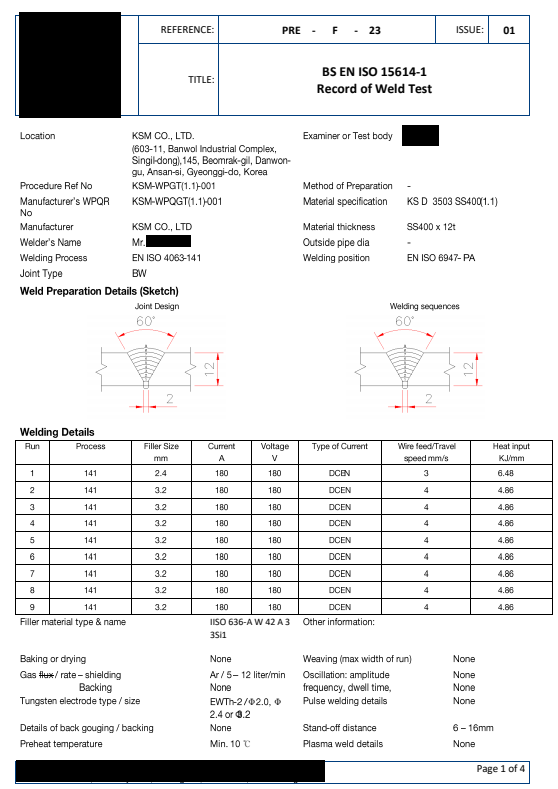 REFERENCE: PRE - F - 23 ISSUE: 01
TITLE: BS EN ISO 15614-1
Record of Weld Test
Location KSM CO., LTD. Examiner or Test body
(603-11, Banwol Industrial Complex,
Singil-dong),145, Beomrak-gil, Danwon-
gu, Ansan-si, Gyeonggi-do, Korea
Procedure Ref No KSM-WPGT(1.1)-001 Method of Preparation -
Manufacturer's WPQR KSM-WPQGT(1.1)-001 Material specification KS D 3503 SS400(1.1)
No
Manufacturer KSM CO., LTD Material thickness SS400 x 12t
Welder's Name Mr. Outside pipe dia -
Welding Process EN ISO 4063-141 Welding position EN ISO 6947- PA
Joint Type BW
Weld Preparation Details (Sketch)
Joint Design Welding sequences
60° 60°
12 12
2 2
Welding Details
Run Process Filler Size Current Voltage Type of Current Wire feed/Travel Heat input
mm A V speed mm/s KJ/mm
1 141 2.4 180 180 DCEN 3 6.48
2 141 3.2 180 180 DCEN 4 4.86
3 141 3.2 180 180 DCEN 4 4.86
4 141 3.2 180 180 DCEN 4 4.86
5 141 3.2 180 180 DCEN 4 4.86
6 141 3.2 180 180 DCEN 4 4.86
7 141 3.2 180 180 DCEN 4 4.86
8 141 3.2 180 180 DCEN 4 4.86
9 141 3.2 180 180 DCEN 4 4.86
Filler material type & name IISO 636-A W 42 A 3 Other information:
3Si1
Baking or drying None Weaving (max width of run) None
Gas flux / rate – shielding Ar / 5 – 12 liter/min Oscillation: amplitude None
Backing None frequency, dwell time, None
Tungsten electrode type / size EWTh-2 /Φ2.0, Φ Pulse welding details None
2.4 or Φ3.2
Details of back gouging / backing None Stand-off distance 6 – 16mm
Preheat temperature Min. 10 ℃ Plasma weld details None
Page 1 of 4